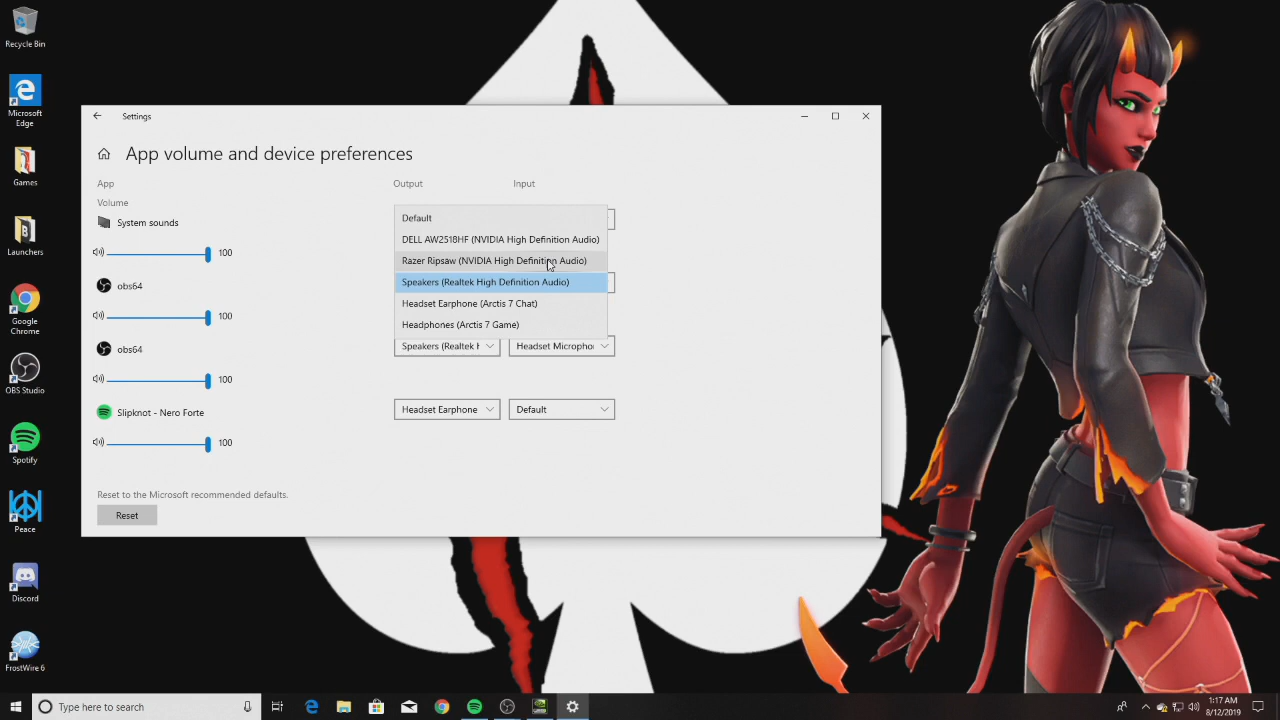 Recycle Bin
Microsoft
Edge
Games
Launchers
Google
Chrome
OBS Studio
Spotify
Peace
Discord
FrostWire 6
Settings
App volume and device preferences
App
Output
Input
Volume
System sounds
100
obs64
100
obs64
100
Slipknot - Nero Forte
100
Default
DELL AW2518HF (NVIDIA High Definition Audio)
Razer Ripsaw (NVIDIA High Definition Audio)
Speakers (Realtek High Definition Audio)
Headset Earphone (Arctis 7 Chat)
Headphones (Arctis 7 Game)
Speakers (Realtek H
Headset Micropho
Headset Earphone
Default
Reset to the Microsoft recommended defaults.
Reset
Type here to search
1:17 AM
8/12/2019